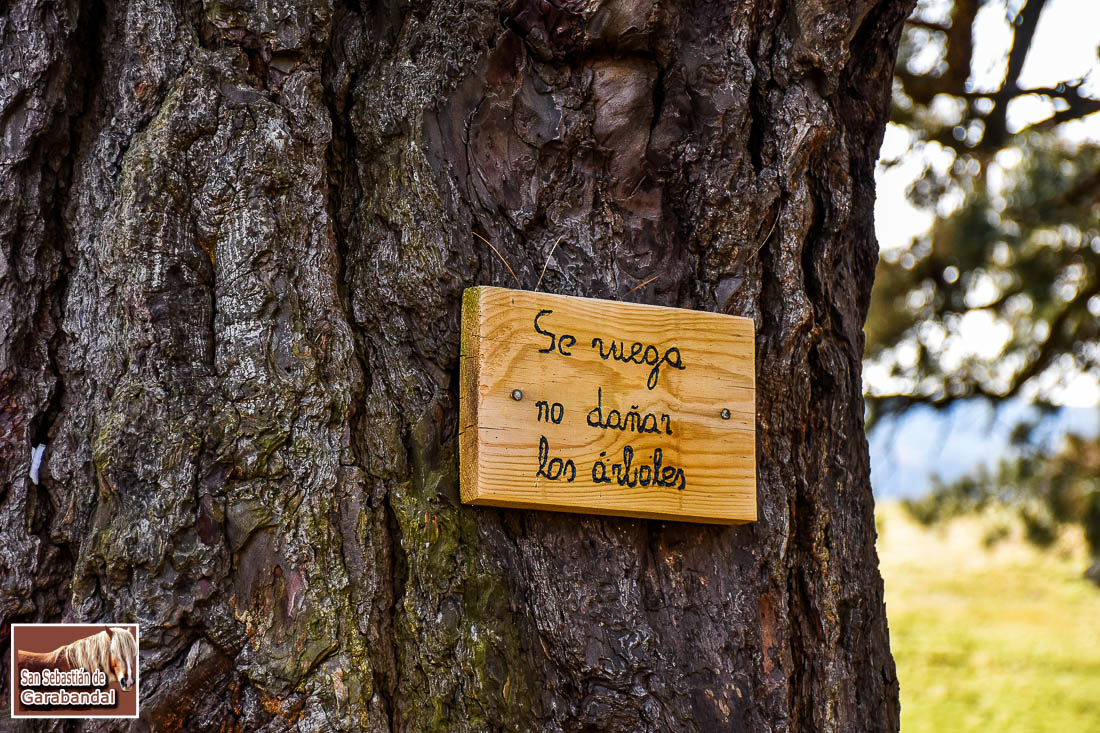 Se ruega
no dañar
los árboles
San Sebastián de
Garabandal